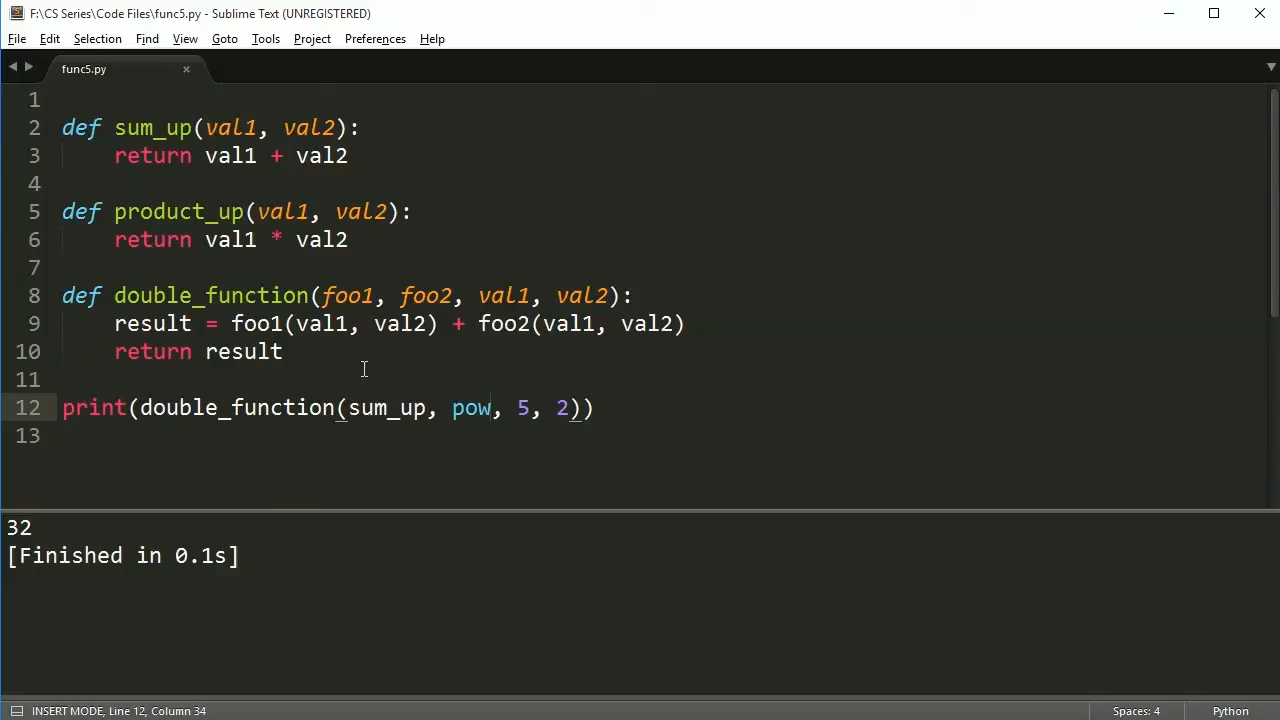 F:\CS Series\Code Files\func5.py - Sublime Text (UNREGISTERED)
File Edit Selection Find View Goto Tools Project Preferences Help
func5.py
1
2 def sum_up(val1, val2):
3     return val1 + val2
4
5 def product_up(val1, val2):
6     return val1 * val2
7
8 def double_function(foo1, foo2, val1, val2):
9     result = foo1(val1, val2) + foo2(val1, val2)
10     return result
11
12 print(double_function(sum_up, pow, 5, 2))
13
32
[Finished in 0.1s]
INSERT MODE, Line 12, Column 34 Spaces: 4 Python